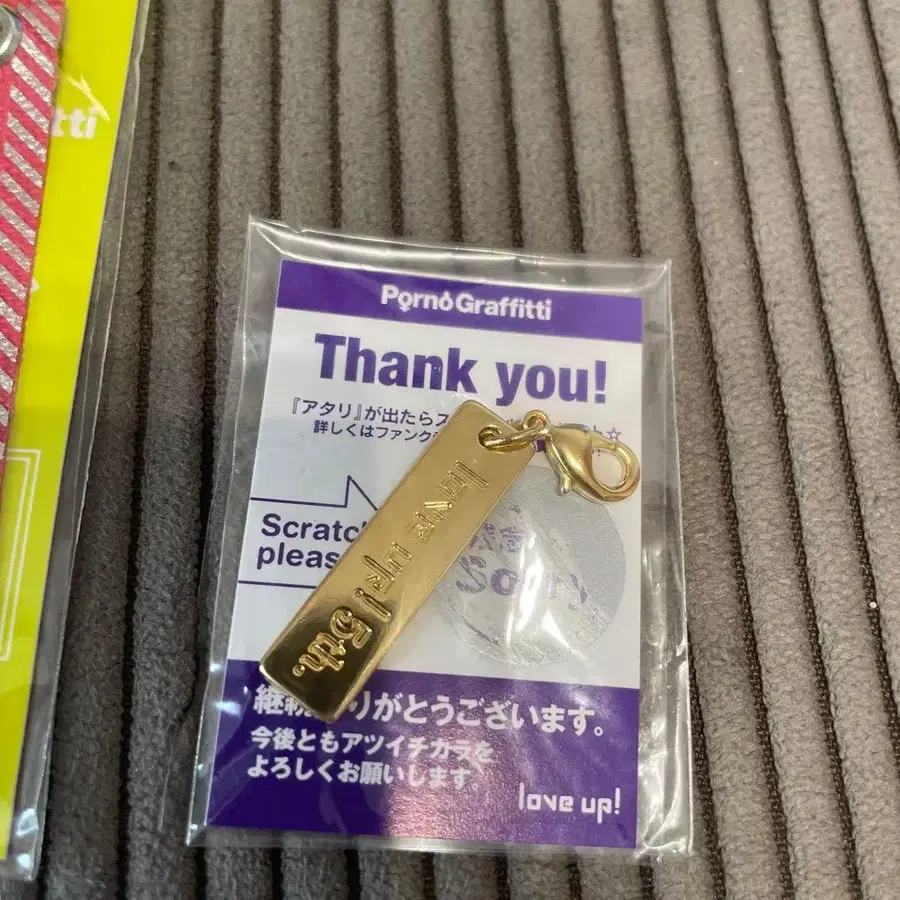 tti
PornoGraffitti
Thank you!
『アタリ』が出たらス
詳しくはファンク
Scratch
please
Sorry
love up! 5th.
継続ありがとうございます。
今後ともアツイチカラを
よろしくお願いします。
love up!